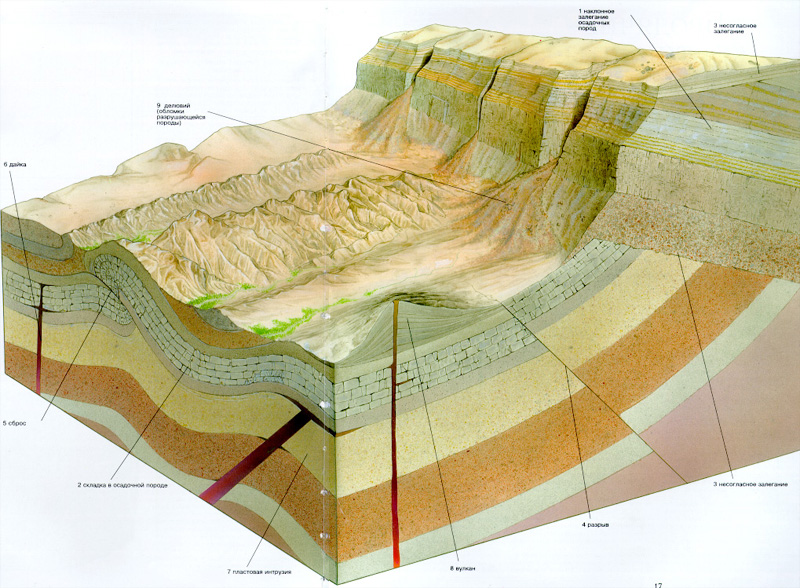 1 наклонное
залегание
осадочных
пород
3 несогласное
залегание
9 делювий
(обломки
разрушающейся
породы)
6 дайка
5 сброс
2 складка в осадочной породе
3 несогласное залегание
4 разрыв
7 пластовая интрузия
8 вулкан
17